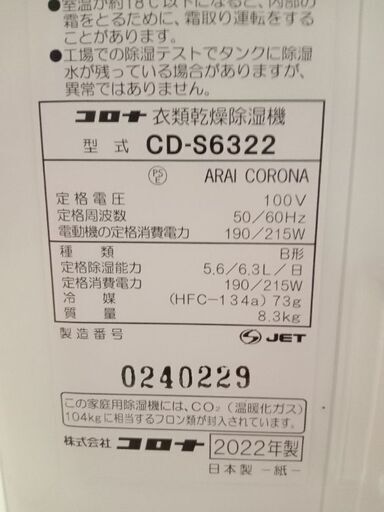 ●室温が約18℃以下になると、内部の
霜をとるために、霜取り運転をする
ことがあります。
●工場での除湿テストでタンクに除湿
水が残っている場合がありますが、
異常ではありません。
コロナ 衣類乾燥除湿機
型式 CD-S6322
PSE ARAI CORONA
定格電圧 100V
定格周波数 50/60Hz
電動機の定格消費電力 190/215W
種類 B形
定格除湿能力 5.6/6.3L/日
定格消費電力 190/215W
冷媒 (HFC-134a) 73g
質量 8.3kg
製造番号 JET
0240229
この家庭用除湿機には、CO₂(温暖化ガス)
104kgに相当するフロン類が封入されています。
株式会社 コロナ 2022年製
日本製 -紙-